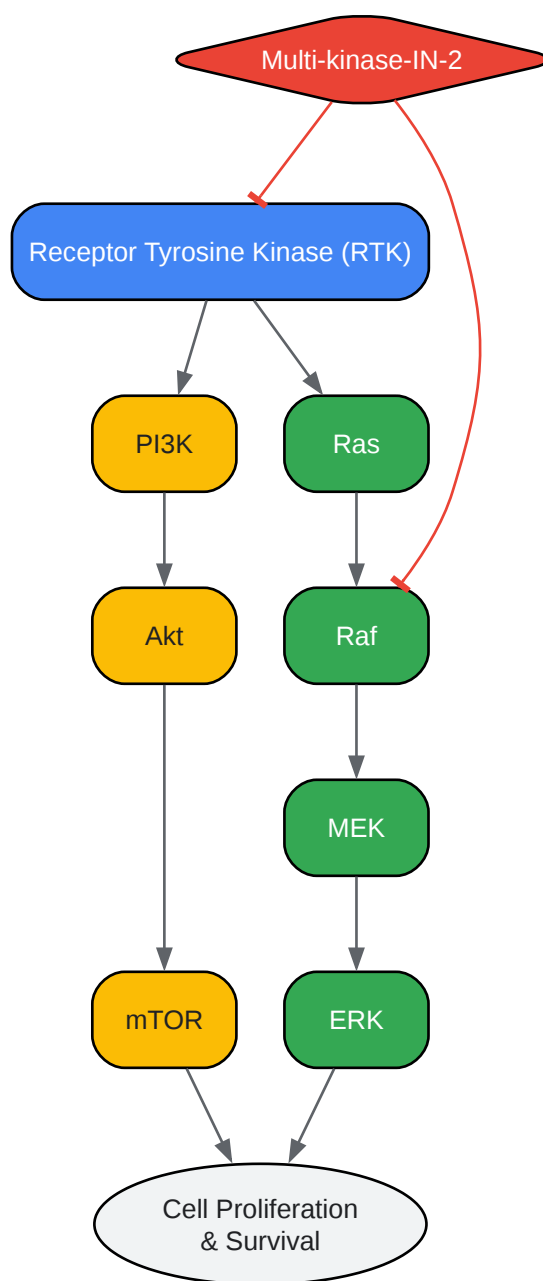 Multi-kinase-IN-2
Receptor Tyrosine Kinase (RTK)
PI3K
Ras
Akt
Raf
MEK
mTOR
ERK
Cell Proliferation
& Survival